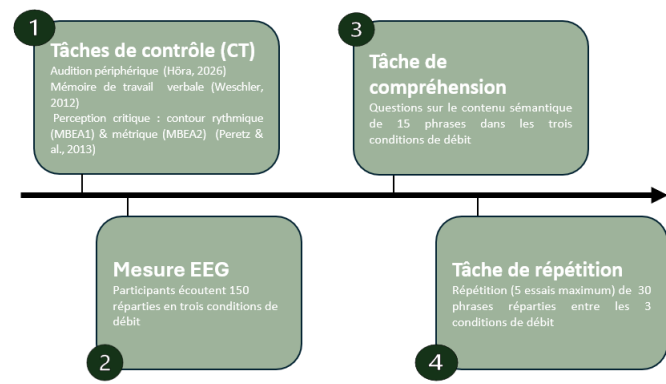 1
Tâches de contrôle (CT)
Audition périphérique (Höra, 2026)
Mémoire de travail verbale (Weschler,
2012)
Perception critique : contour rythmique
(MBEA1) & métrique (MBEA2) (Peretz &
al., 2013)
3
Tâche de
compréhension
Questions sur le contenu sémantique
de 15 phrases dans les trois
conditions de débit
Mesure EEG
Participants écoutent 150
réparties en trois conditions de
débit
2
Tâche de répétition
Répétition (5 essais maximum) de 30
phrases réparties entre les 3
conditions de débit
4